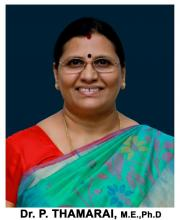 Dr. P. THAMARAI, M.E.,Ph.D